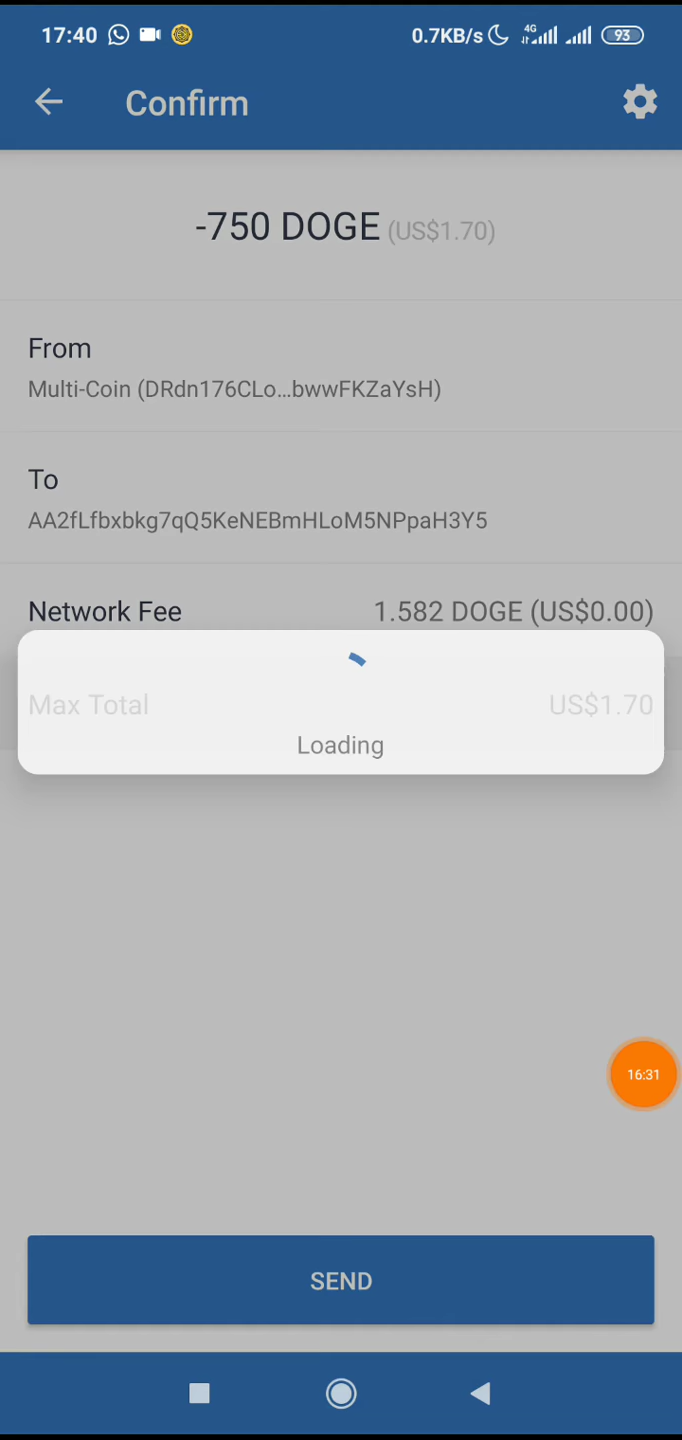 17:40 0.7KB/s 4G 93
Confirm
-750 DOGE (US$1.70)
From
Multi-Coin (DRdn176CLo...bwwFKZaYsH)
To
AA2fLfbxbkg7qQ5KeNEBmHLoM5NPpaH3Y5
Network Fee 1.582 DOGE (US$0.00)
Max Total US$1.70
Loading
16:31
SEND